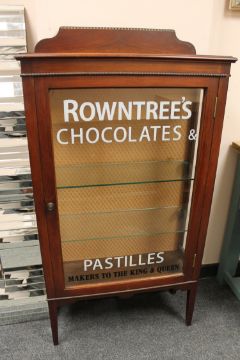 ROWNTREE'S
CHOCOLATES &
PASTILLES
MAKERS TO THE KING & QUEEN